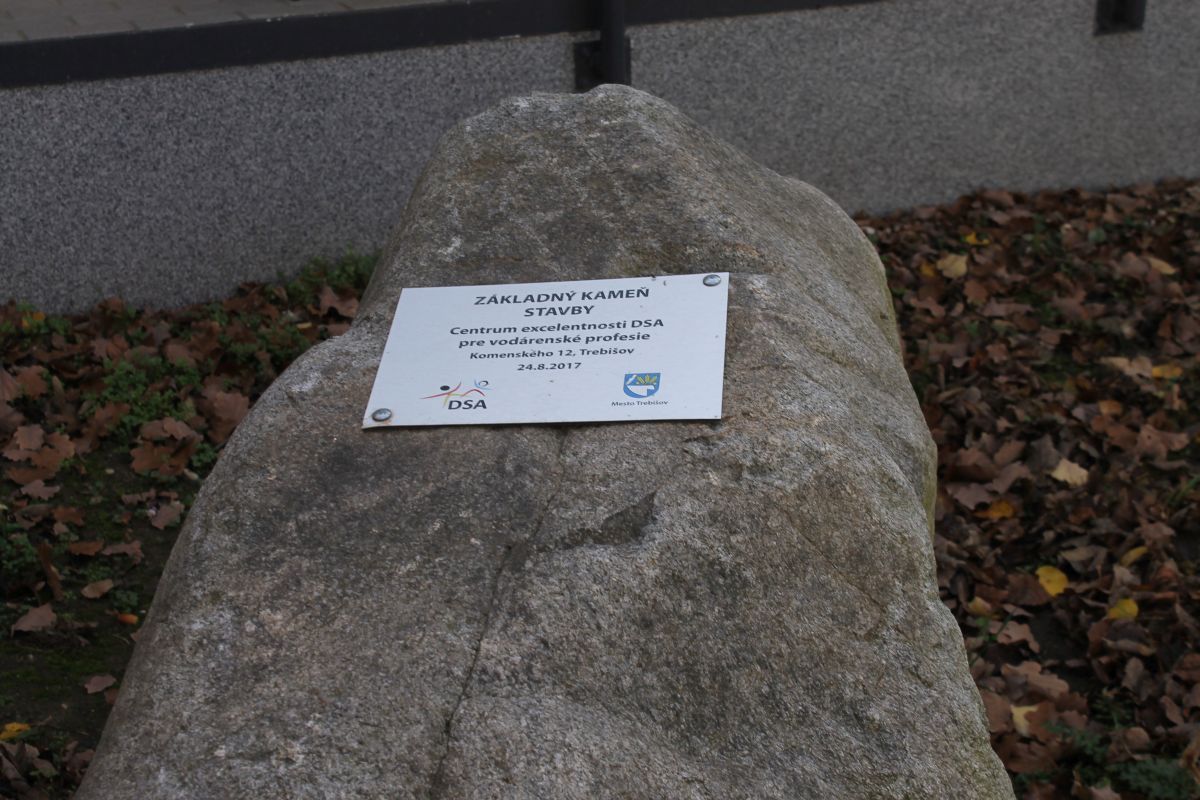 ZÁKLADNÝ KAMEŇ
STAVBY
Centrum excelentnosti DSA
pre vodárenské profesie
Komenského 12, Trebišov
24.8.2017
DSA
Mesto Trebišov